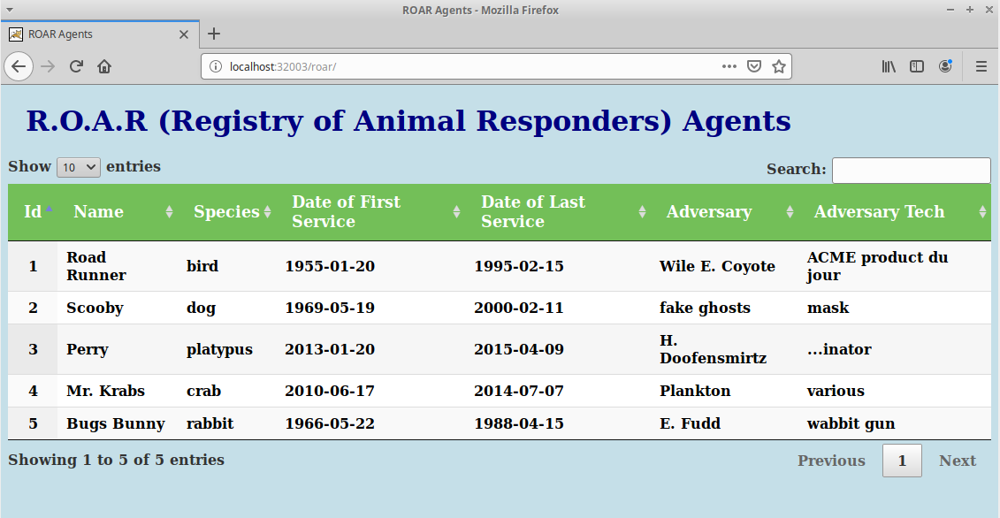 ROAR Agents - Mozilla Firefox
ROAR Agents
localhost:32003/roar/
R.O.A.R (Registry of Animal Responders) Agents
Show 10 entries
Search:
Id Name Species Date of First Service Date of Last Service Adversary Adversary Tech
1 Road Runner bird 1955-01-20 1995-02-15 Wile E. Coyote ACME product du jour
2 Scooby dog 1969-05-19 2000-02-11 fake ghosts mask
3 Perry platypus 2013-01-20 2015-04-09 H. Doofensmirtz ...inator
4 Mr. Krabs crab 2010-06-17 2014-07-07 Plankton various
5 Bugs Bunny rabbit 1966-05-22 1988-04-15 E. Fudd wabbit gun
Showing 1 to 5 of 5 entries
Previous 1 Next